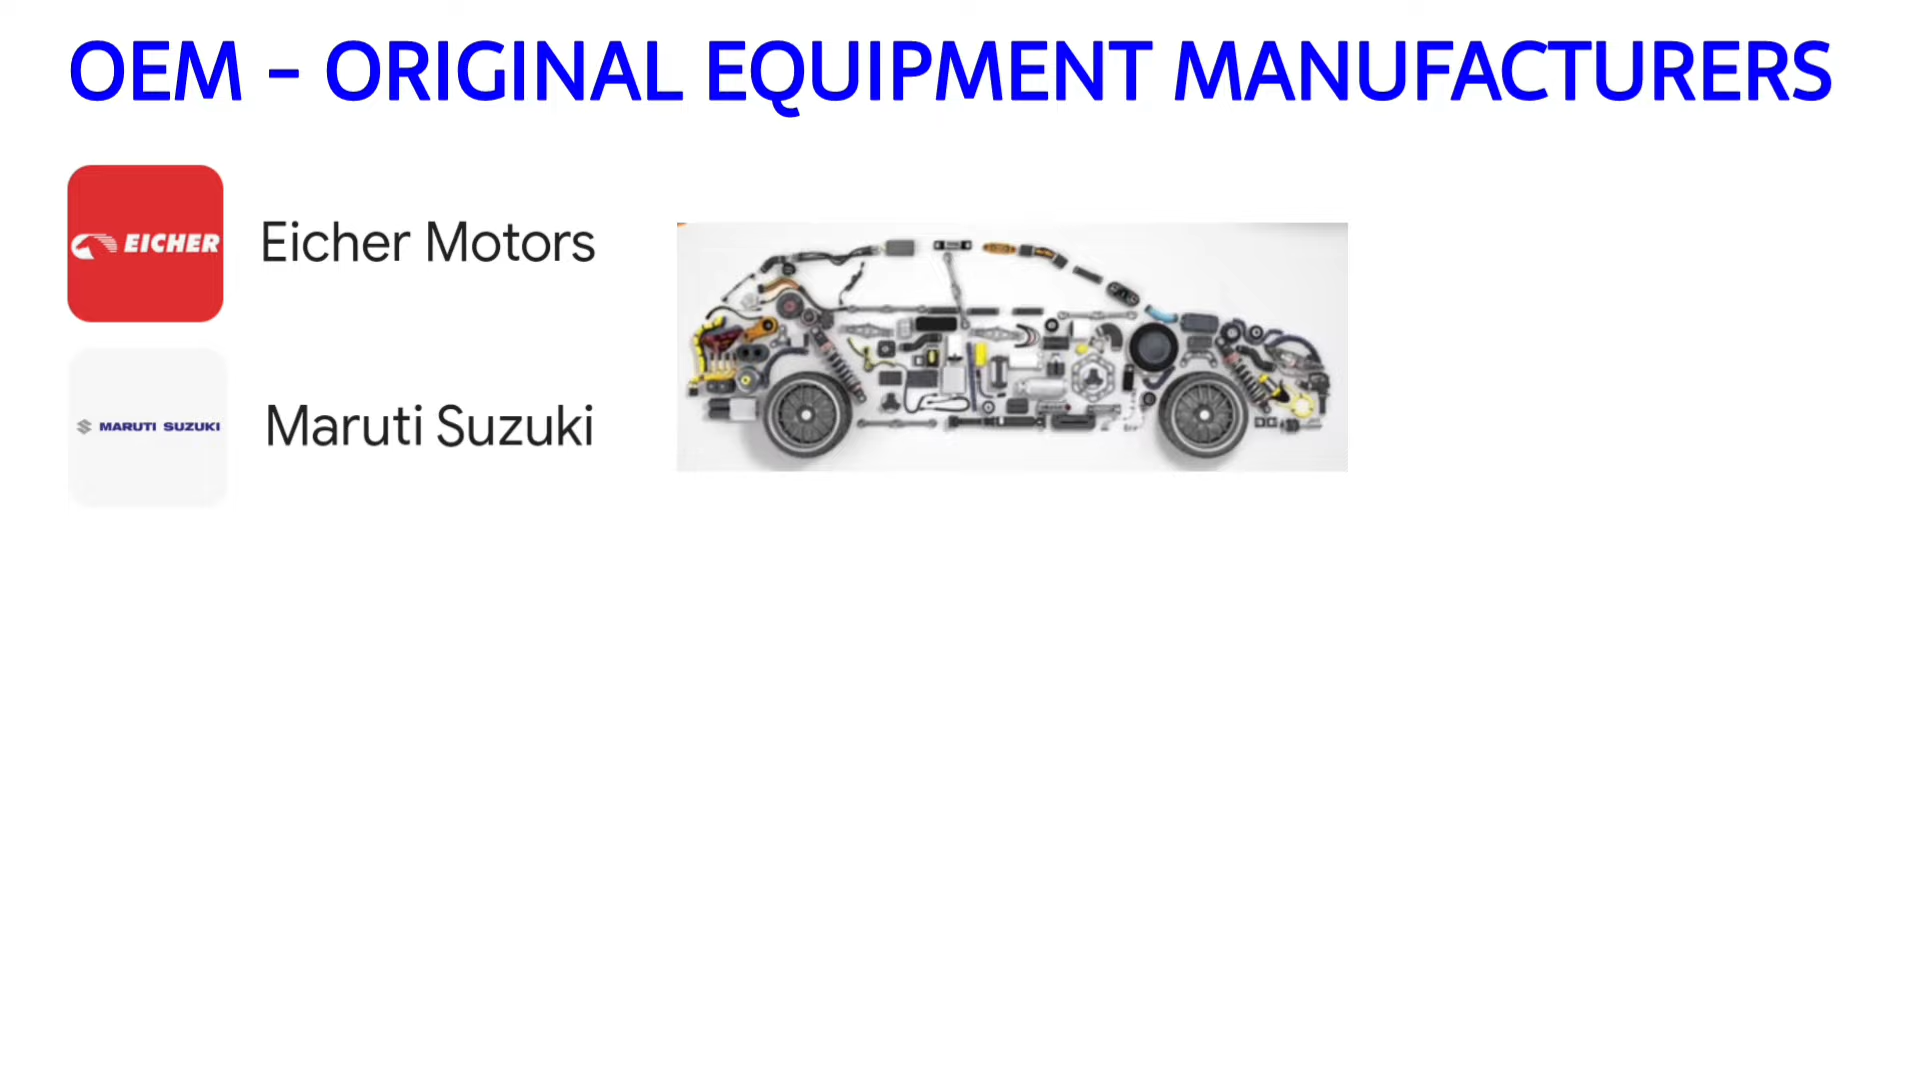 OEM - ORIGINAL EQUIPMENT MANUFACTURERS
EICHER
Eicher Motors
MARUTI SUZUKI
Maruti Suzuki